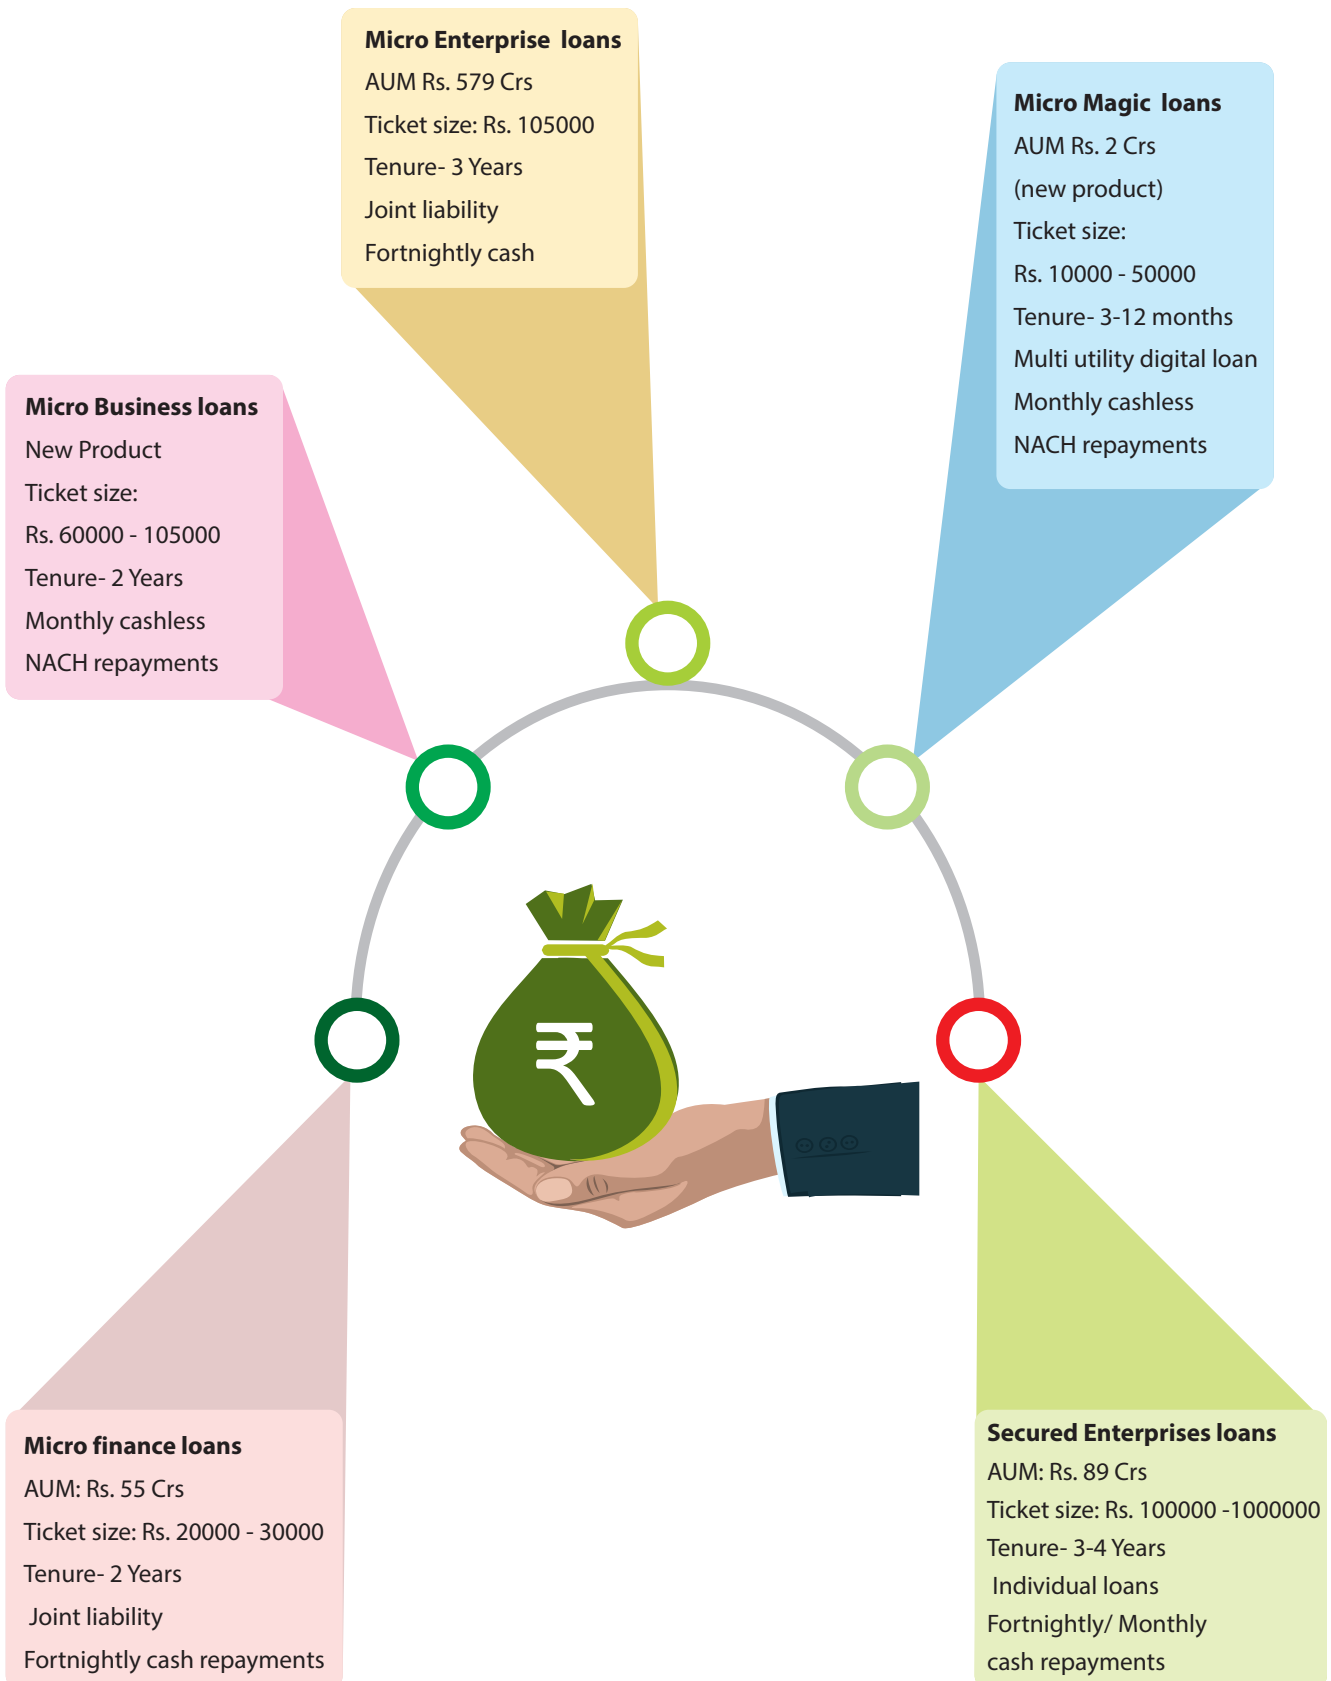 Micro Enterprise loans
AUM Rs. 579 Crs
Ticket size: Rs. 105000
Tenure- 3 Years
Joint liability
Fortnightly cash
Micro Magic loans
AUM Rs. 2 Crs
(new product)
Ticket size:
Rs. 10000 - 50000
Tenure- 3-12 months
Multi utility digital loan
Monthly cashless
NACH repayments
Micro Business loans
New Product
Ticket size:
Rs. 60000 - 105000
Tenure- 2 Years
Monthly cashless
NACH repayments
₹
Micro finance loans
AUM: Rs. 55 Crs
Ticket size: Rs. 20000 - 30000
Tenure- 2 Years
Joint liability
Fortnightly cash repayments
Secured Enterprises loans
AUM: Rs. 89 Crs
Ticket size: Rs. 100000 -1000000
Tenure- 3-4 Years
Individual loans
Fortnightly/ Monthly
cash repayments